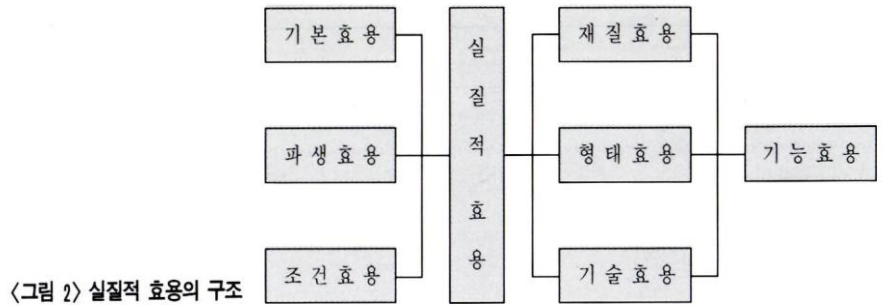 기본효용
실질적 효용
재질효용
파생효용
형태효용
기능효용
조건효용
기술효용
〈그림 2〉 실질적 효용의 구조